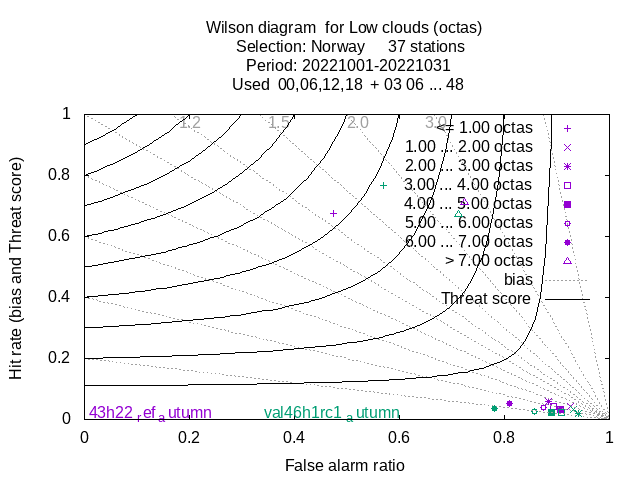 Wilson diagram  for Low clouds (octas)
Selection: Norway     37 stations
Period: 20221001-20221031
Used  00,06,12,18  + 03 06 ... 48
1.2 1.5 2.0 3.0
<= 1.00 octas
1.00 ... 2.00 octas
2.00 ... 3.00 octas
3.00 ... 4.00 octas
4.00 ... 5.00 octas
5.00 ... 6.00 octas
6.00 ... 7.00 octas
> 7.00 octas
bias
Threat score
Hit rate (bias and Threat score)
1
0.8
0.6
0.4
0.2
0
43h22ref autumn val46h1rc1autumn
0 0.2 0.4 0.6 0.8 1
False alarm ratio